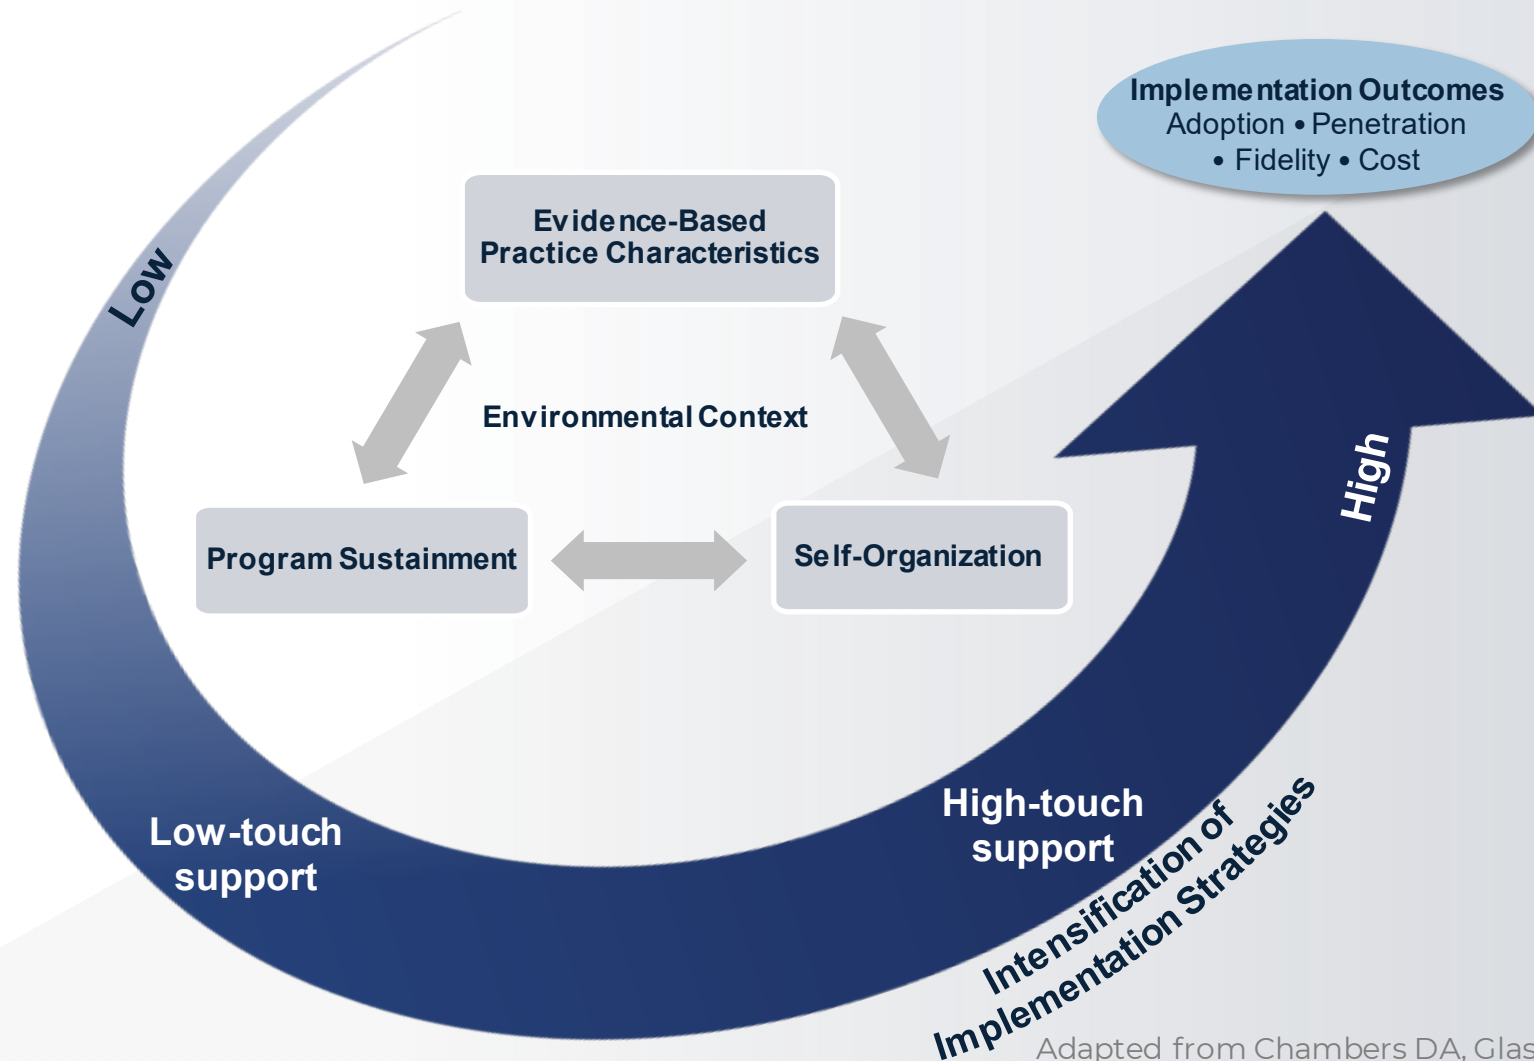 Implementation Outcomes
Adoption • Penetration
• Fidelity • Cost
Evidence-Based
Practice Characteristics
Low
Environmental Context
High
Program Sustainment
Self-Organization
Low-touch
support
High-touch
support
Intensification of
Implementation Strategies
Adapted from Chambers DA, Glas